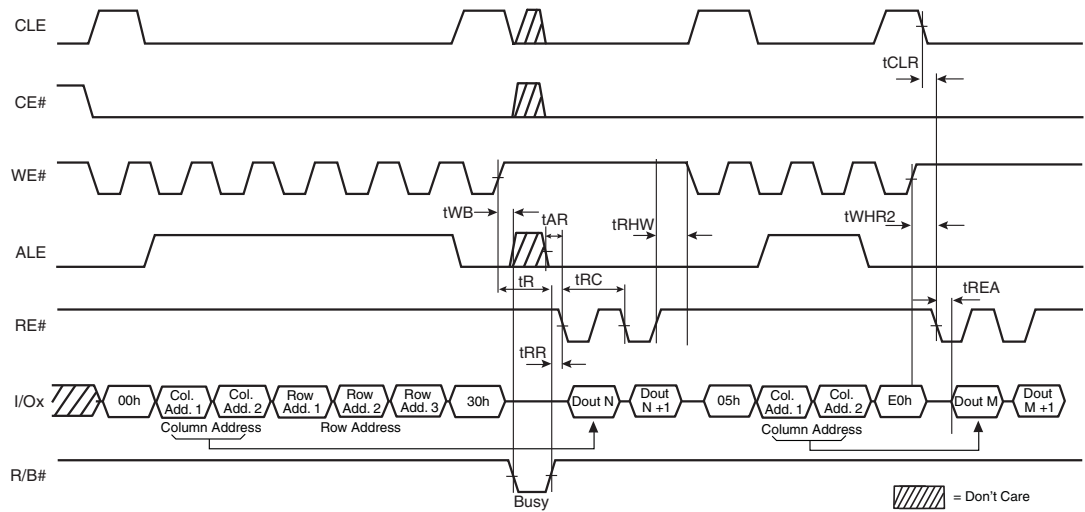 CLE
tCLR
CE#
WE#
tWB
tAR
tRHW
tWHR2
ALE
tR
tRC
tREA
RE#
tRR
I/Ox
00h
Col. Add. 1
Col. Add. 2
Row Add. 1
Row Add. 2
Row Add. 3
30h
Dout N
Dout N +1
05h
Col. Add. 1
Col. Add. 2
E0h
Dout M
Dout M +1
Column Address
Row Address
Column Address
R/B#
Busy
= Don't Care